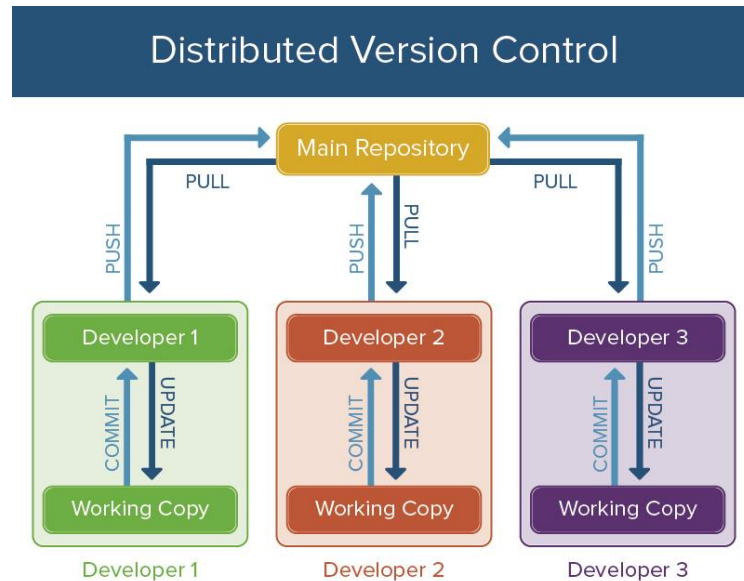 Distributed Version Control
Main Repository
PULL
PULL
PUSH
PUSH
PULL
PUSH
Developer 1
Developer 2
Developer 3
COMMIT
UPDATE
COMMIT
UPDATE
COMMIT
UPDATE
Working Copy
Working Copy
Working Copy
Developer 1
Developer 2
Developer 3